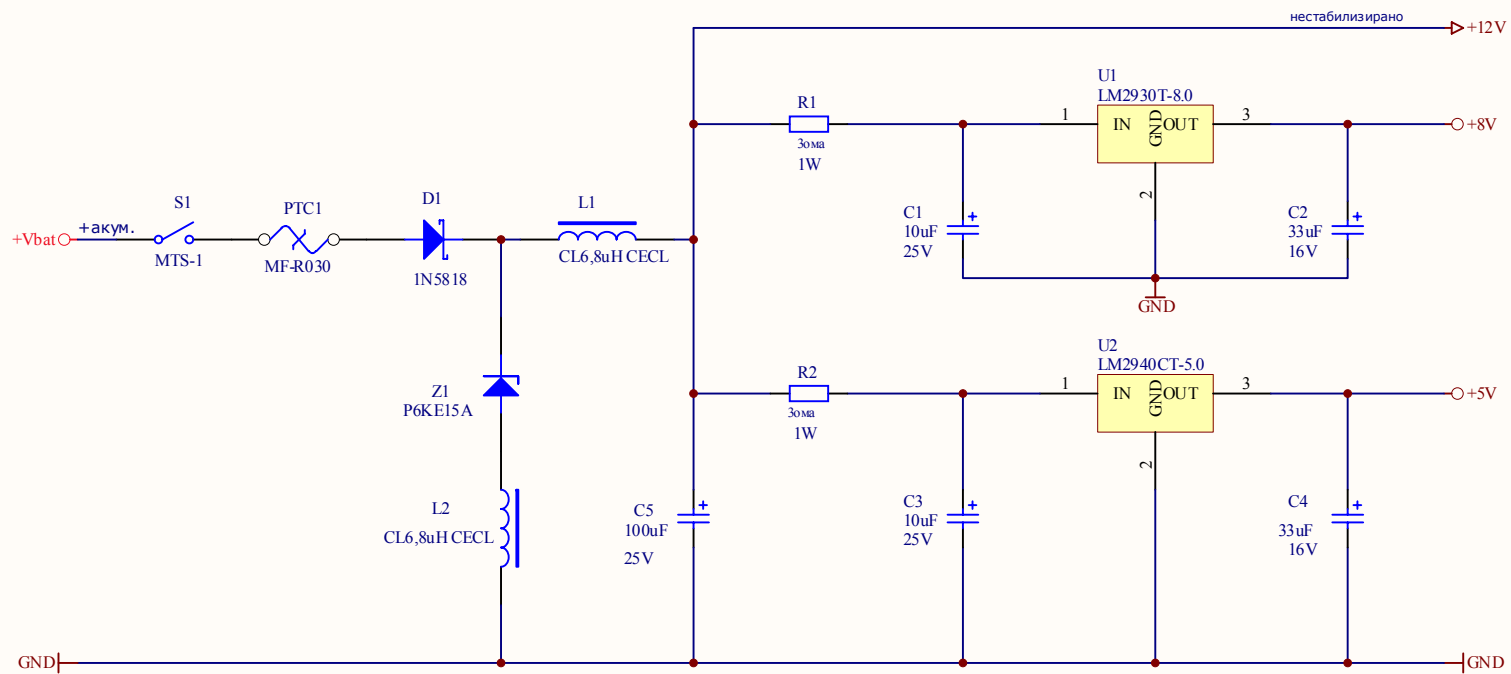 нестабилизирано
+12V
U1
LM2930T-8.0
R1
3ома
1W
1
IN
GND
OUT
3
+8V
2
C1
10uF
25V
C2
33uF
16V
GND
+Vbat
+акум.
S1
MTS-1
PTC1
MF-R030
D1
1N5818
L1
CL6,8uH CECL
U2
LM2940CT-5.0
R2
3ома
1W
1
IN
GND
OUT
3
+5V
2
Z1
P6KE15A
L2
CL6,8uH CECL
C5
100uF
25V
C3
10uF
25V
C4
33uF
16V
GND
GND